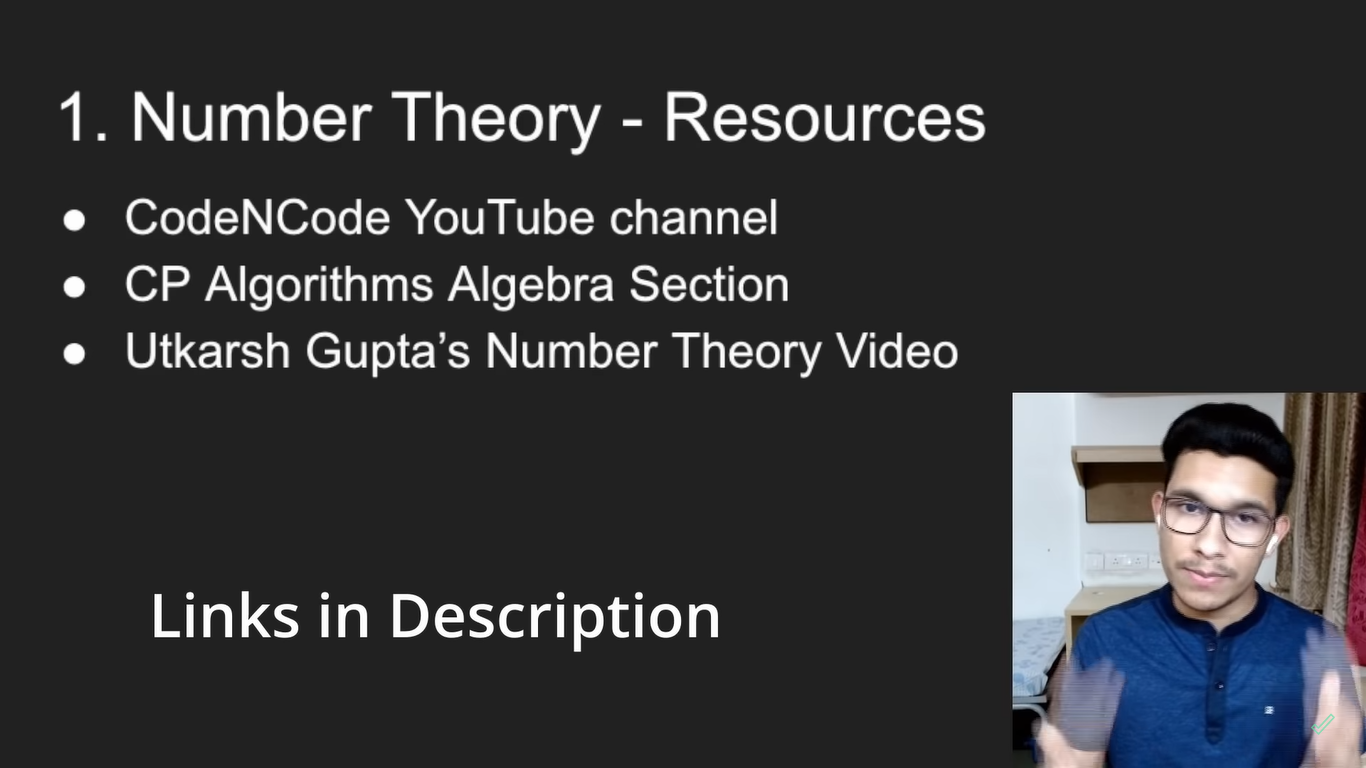 1. Number Theory - Resources
● CodeNCode YouTube channel
● CP Algorithms Algebra Section
● Utkarsh Gupta’s Number Theory Video
Links in Description